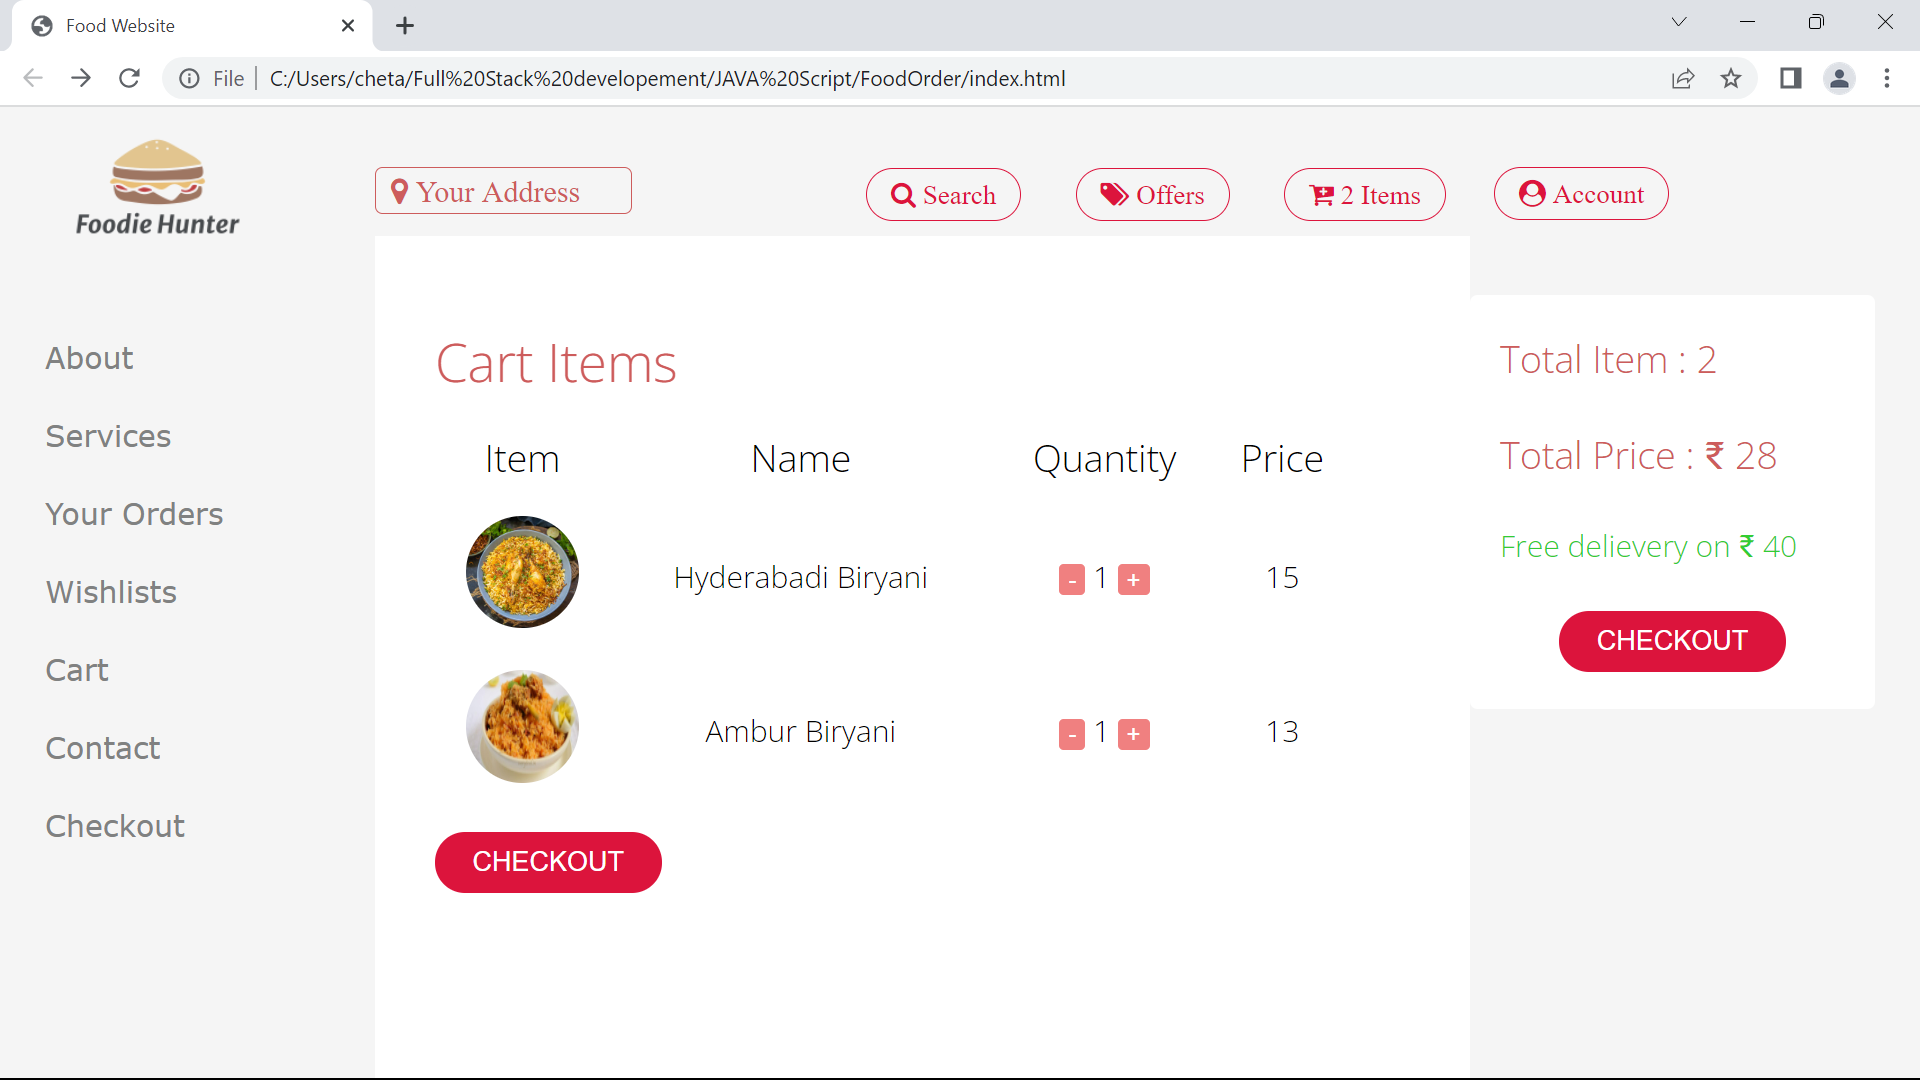 Food Website
File
C:/Users/cheta/Full%20Stack%20developement/JAVA%20Script/FoodOrder/index.html
Foodie Hunter
Your Address
Search
Offers
2 Items
Account
About
Services
Your Orders
Wishlists
Cart
Contact
Checkout
Cart Items
Item Name Quantity Price
Hyderabadi Biryani - 1 + 15
Ambur Biryani - 1 + 13
CHECKOUT
Total Item : 2
Total Price : ₹ 28
Free delievery on ₹ 40
CHECKOUT